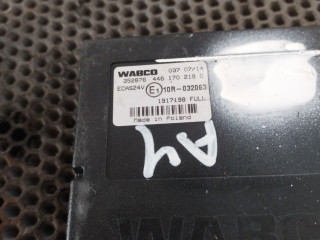 WABCO 037 07/14
352876 446 170 219 0
ECAS24V E1 10R-032063
1917198 FULL
Made in Poland
A4
WABCO